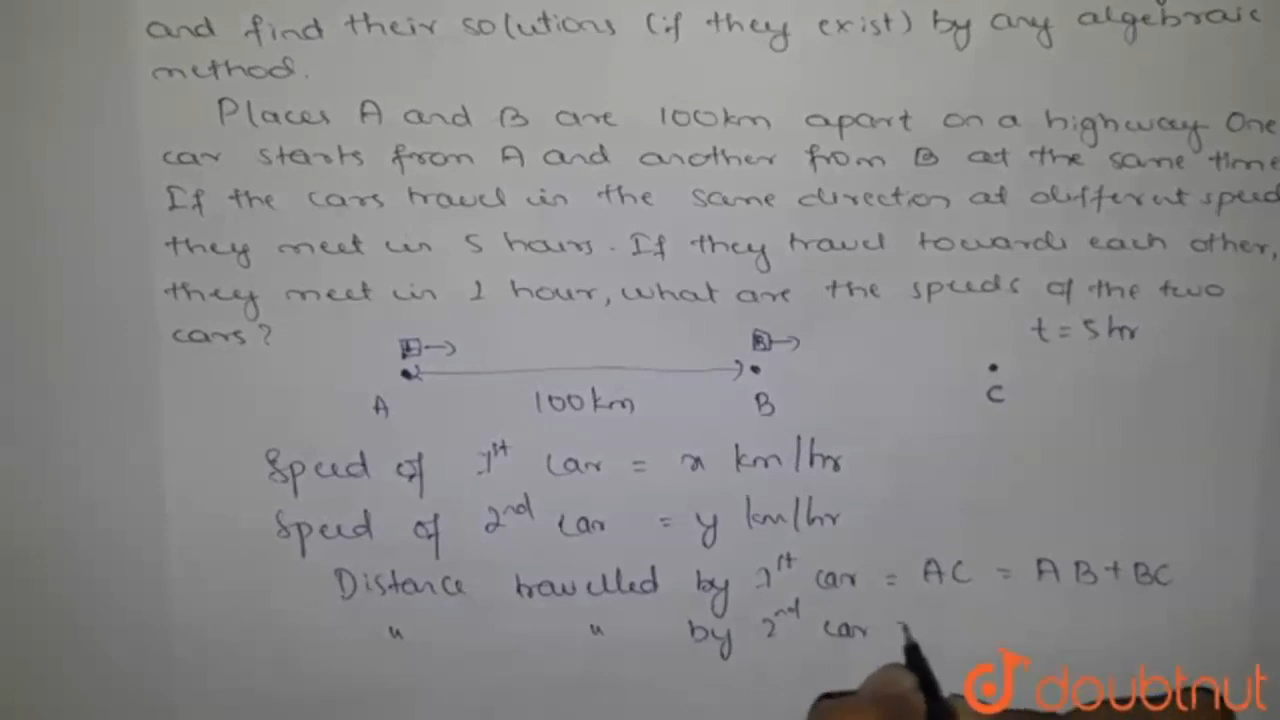 and find their solutions (if they exist) by any algebraic
method.
Places A and B are 100km apart on a highway One
car starts from A and another from B at the same time
If the cars travel in the same direction at different speed
they meet in 5 hours. If they travel towards each other,
they meet in 1 hour, what are the speeds of the two
cars?
t = 5 hr
A 100km B C
Speed of 1st car = x km/hr
Speed of 2nd car = y km/hr
Distance travelled by 1st car = AC = AB + BC
" " by 2nd car
doubtnut